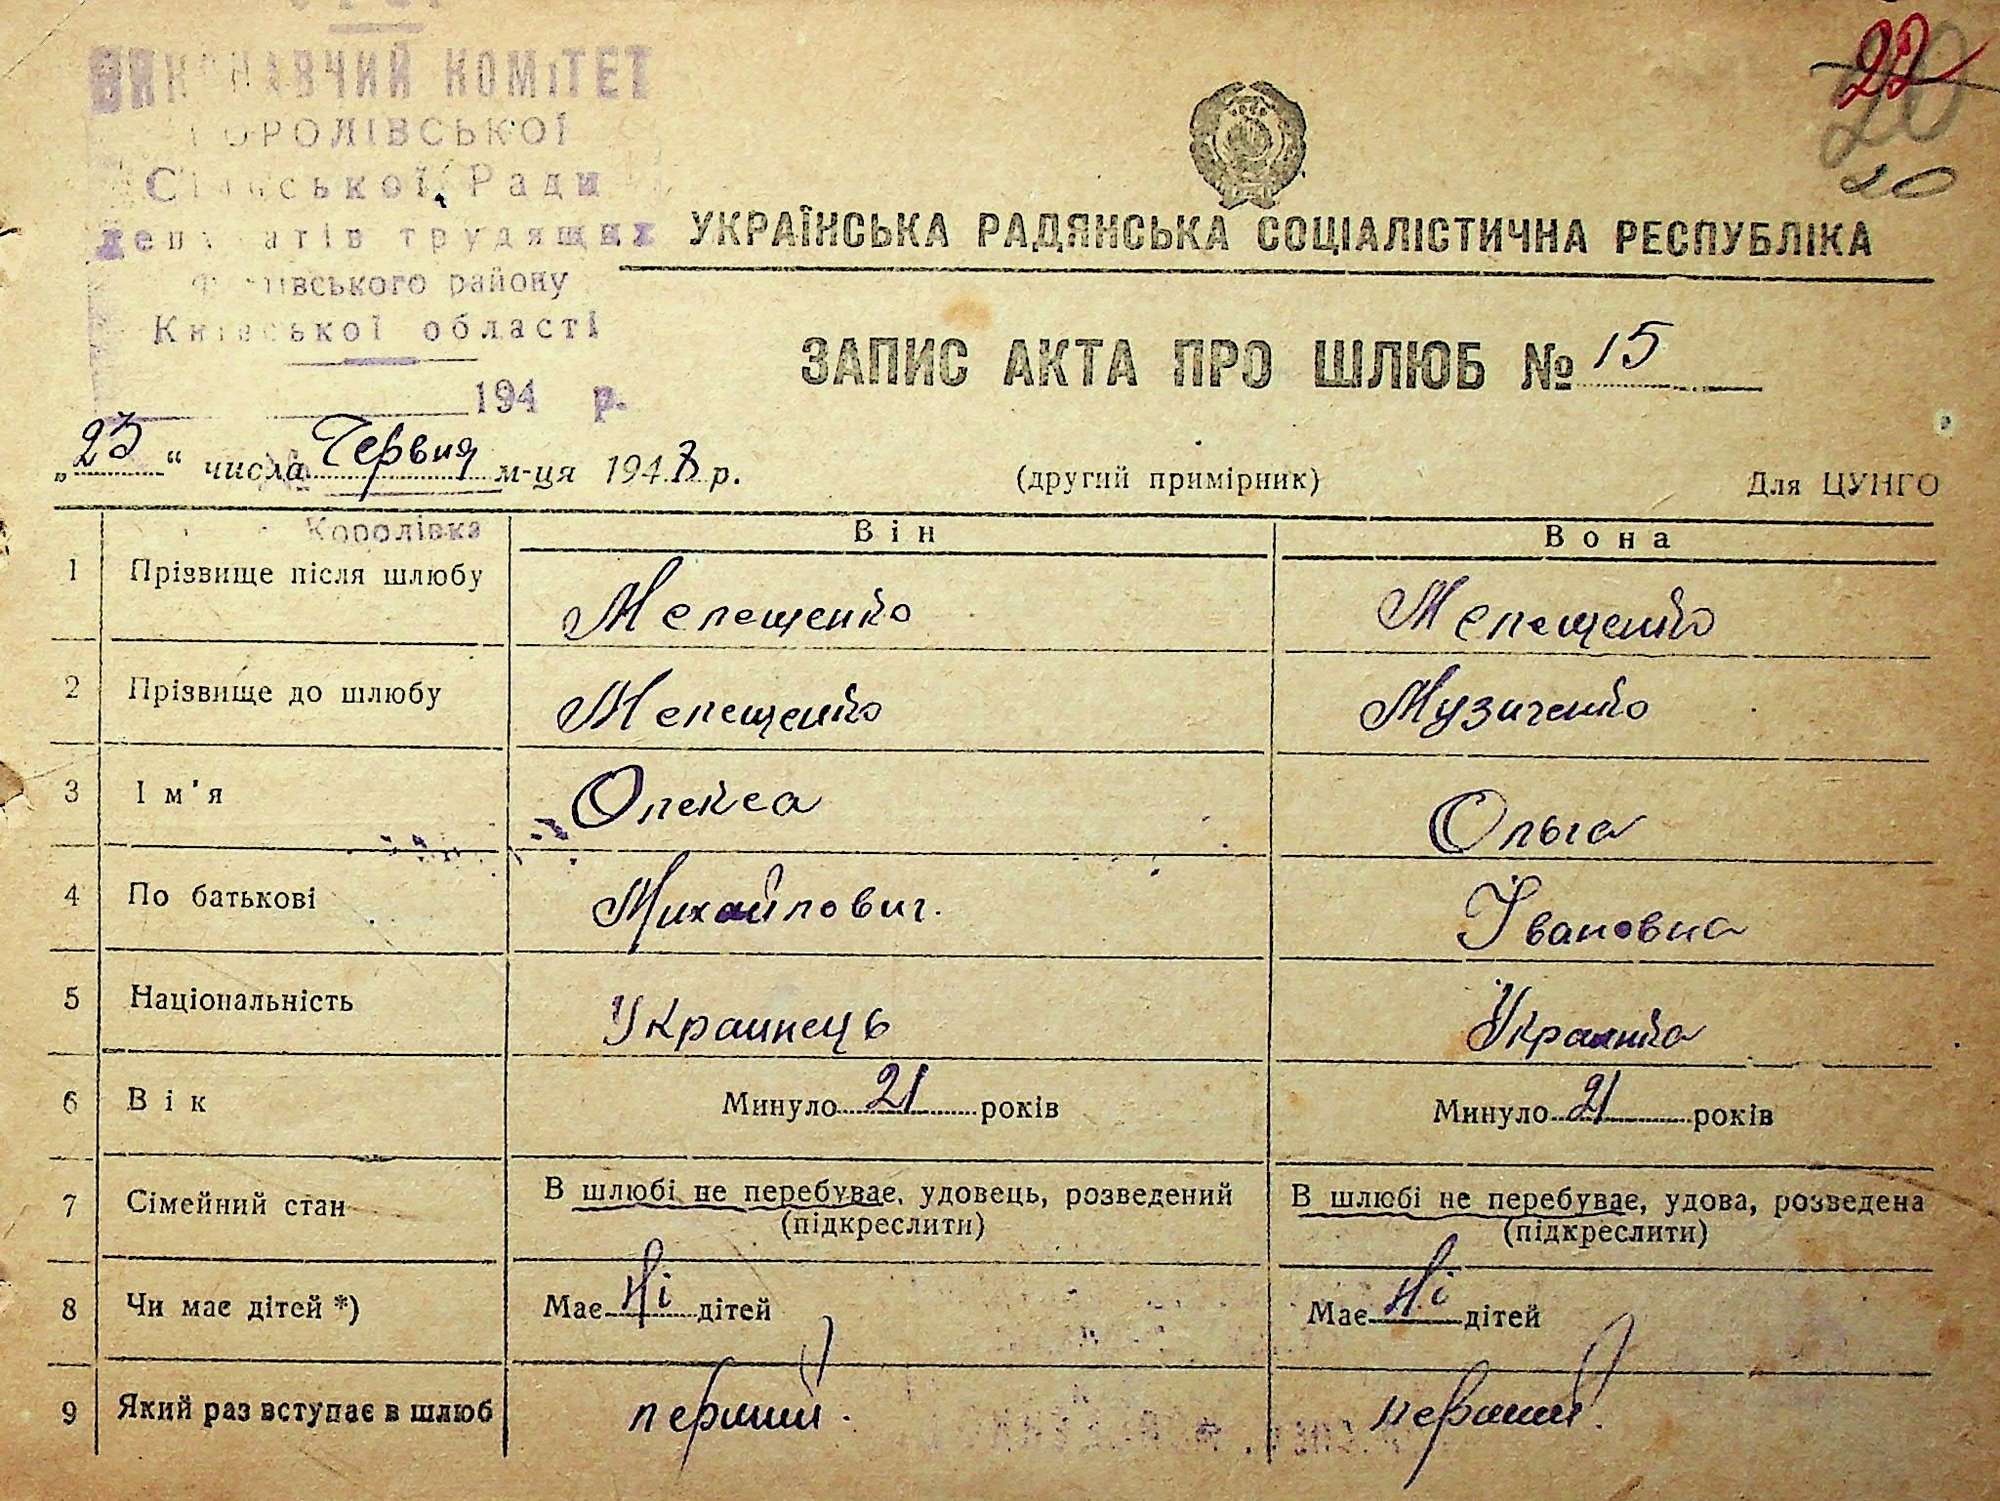 ВИКОНАВЧИЙ КОМІТЕТ
КОРОЛІВСЬКОЇ
Сільської Ради
депутатів трудящих
району
Київської області
194 р.
22
20
20
УКРАЇНСЬКА РАДЯНСЬКА СОЦІАЛІСТИЧНА РЕСПУБЛІКА
ЗАПИС АКТА ПРО ШЛЮБ № 15
„23“ числа Червня м-ця 1948 р.
(другий примірник)
Для ЦУНГО
Королівка
Він Вона
1 Прізвище після шлюбу Мелещенко Мелещенко
2 Прізвище до шлюбу Мелещенко Музиченко
3 Ім'я Олекса Ольга
4 По батькові Михайлович. Івановна
5 Національність Украинець Украінка
6 Вік Минуло 21 років Минуло 21 років
7 Сімейний стан В шлюбі не перебуває, удовець, розведений В шлюбі не перебуває, удова, розведена
(підкреслити) (підкреслити)
8 Чи має дітей *) Має Ні дітей Має Ні дітей
9 Який раз вступає в шлюб перший. перший.